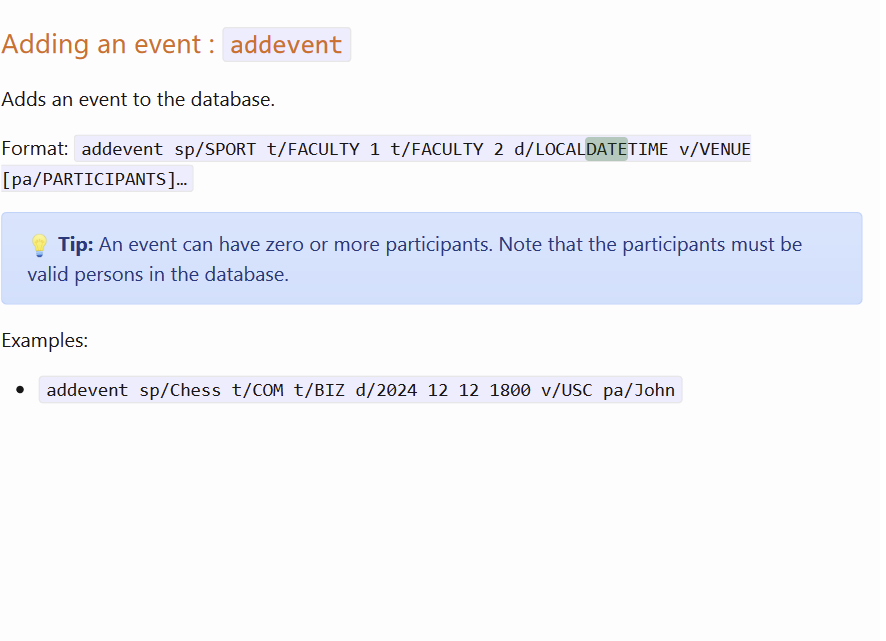 Adding an event : addevent
Adds an event to the database.
Format: addevent sp/SPORT t/FACULTY 1 t/FACULTY 2 d/LOCALDATETIME v/VENUE
[pa/PARTICIPANTS]…
💡 Tip: An event can have zero or more participants. Note that the participants must be
valid persons in the database.
Examples:
• addevent sp/Chess t/COM t/BIZ d/2024 12 12 1800 v/USC pa/John